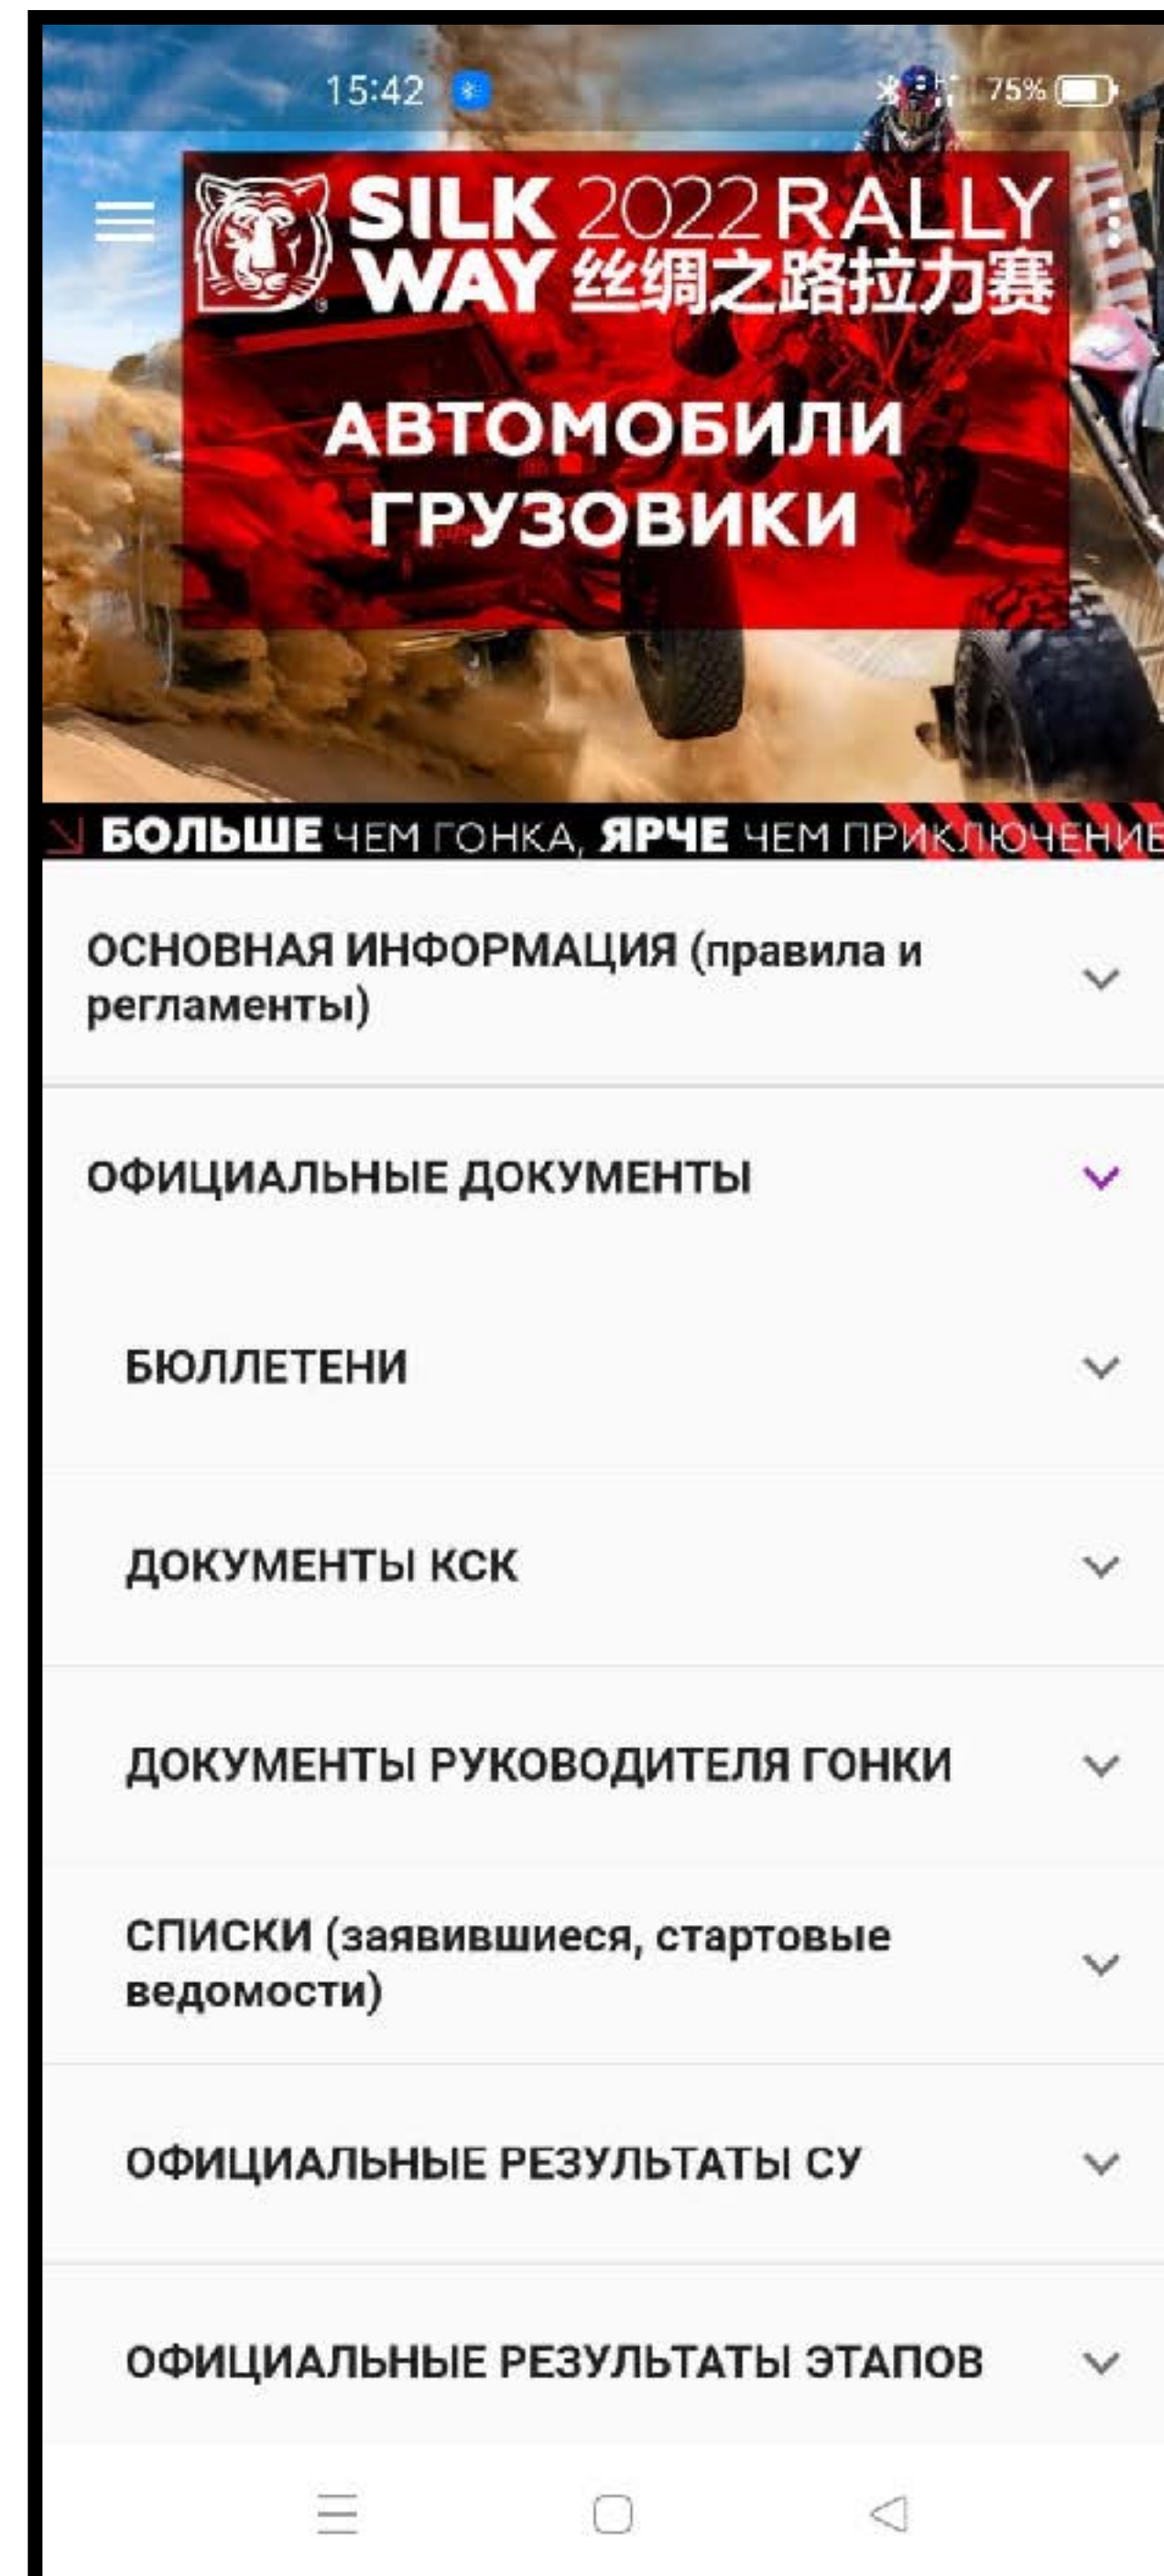 15:42
75%
SILK 2022 RALLY
WAY 丝绸之路拉力赛
АВТОМОБИЛИ
ГРУЗОВИКИ
БОЛЬШЕ ЧЕМ ГОНКА, ЯРЧЕ ЧЕМ ПРИКЛЮЧЕНИЕ
ОСНОВНАЯ ИНФОРМАЦИЯ (правила и
регламенты)
ОФИЦИАЛЬНЫЕ ДОКУМЕНТЫ
БЮЛЛЕТЕНИ
ДОКУМЕНТЫ КСК
ДОКУМЕНТЫ РУКОВОДИТЕЛЯ ГОНКИ
СПИСКИ (заявившиеся, стартовые
ведомости)
ОФИЦИАЛЬНЫЕ РЕЗУЛЬТАТЫ СУ
ОФИЦИАЛЬНЫЕ РЕЗУЛЬТАТЫ ЭТАПОВ